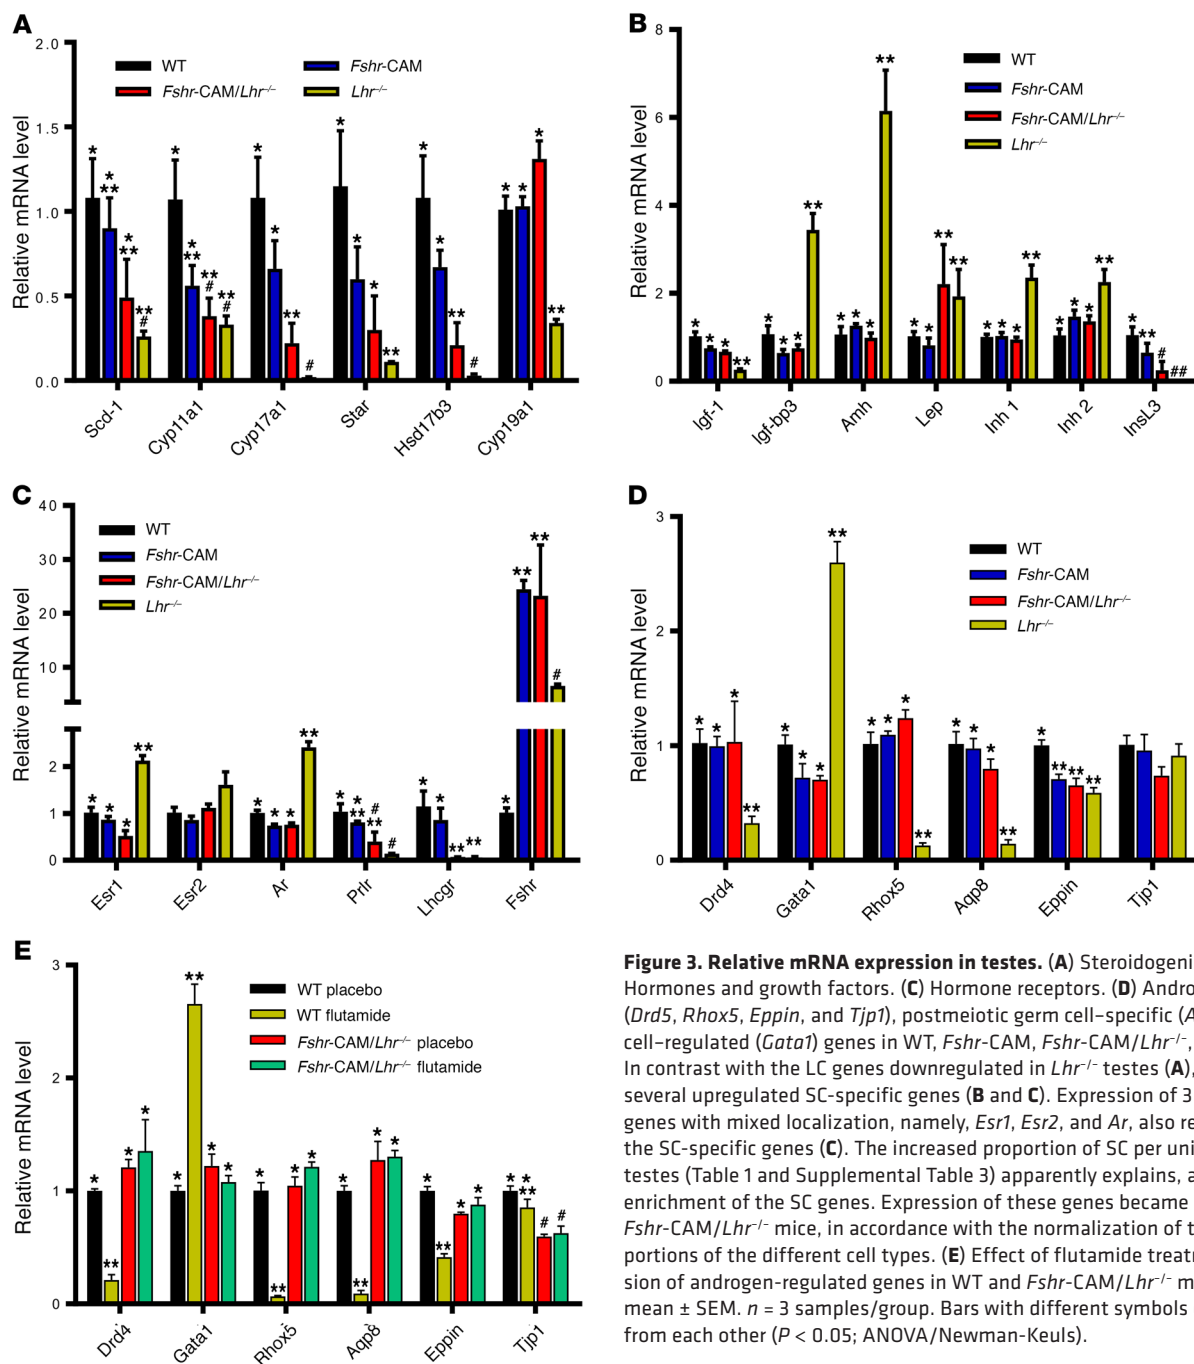 A
Relative mRNA level
2.0
1.5
1.0
0.5
0.0
WT
Fshr-CAM
Fshr-CAM/Lhr–/–
Lhr–/–
* * ** * ** ** #
* * ** ** # ** #
* * ** #
* * * **
* * ** #
* * * **
Scd-1
Cyp11a1
Cyp17a1
Star
Hsd17b3
Cyp19a1
B
Relative mRNA level
8
6
4
2
0
WT
Fshr-CAM
Fshr-CAM/Lhr–/–
Lhr–/–
* * * **
* * * **
* * * **
* * ** **
* * * **
* * * **
* ** # ##
Igf-1
Igf-bp3
Amh
Lep
Inh 1
Inh 2
InsL3
C
Relative mRNA level
40
30
20
10
2
1
0
WT
Fshr-CAM
Fshr-CAM/Lhr–/–
Lhr–/–
* * * **
* * * **
* * ** # ** #
* * ** **
* ** ** #
Esr1
Esr2
Ar
Prlr
Lhcgr
Fshr
D
Relative mRNA level
3
2
1
0
WT
Fshr-CAM
Fshr-CAM/Lhr–/–
Lhr–/–
* * * **
* * * **
* * * **
* * * **
* ** ** **
Drd4
Gata1
Rhox5
Aqp8
Eppin
Tjp1
E
Relative mRNA level
3
2
1
0
WT placebo
WT flutamide
Fshr-CAM/Lhr–/– placebo
Fshr-CAM/Lhr–/– flutamide
* ** * *
* ** * *
* ** * *
* ** * *
* ** * *
* * ** # #
Drd4
Gata1
Rhox5
Aqp8
Eppin
Tjp1
Figure 3. Relative mRNA expression in testes. (A) Steroidogeni
Hormones and growth factors. (C) Hormone receptors. (D) Andro
(Drd5, Rhox5, Eppin, and Tjp1), postmeiotic germ cell–specific (A
cell–regulated (Gata1) genes in WT, Fshr-CAM, Fshr-CAM/Lhr–/–,
In contrast with the LC genes downregulated in Lhr–/– testes (A),
several upregulated SC-specific genes (B and C). Expression of 3
genes with mixed localization, namely, Esr1, Esr2, and Ar, also re
the SC-specific genes (C). The increased proportion of SC per uni
testes (Table 1 and Supplemental Table 3) apparently explains, a
enrichment of the SC genes. Expression of these genes became
Fshr-CAM/Lhr–/– mice, in accordance with the normalization of t
portions of the different cell types. (E) Effect of flutamide treatr
sion of androgen-regulated genes in WT and Fshr-CAM/Lhr–/– m
mean ± SEM. n = 3 samples/group. Bars with different symbols
from each other (P < 0.05; ANOVA/Newman-Keuls).